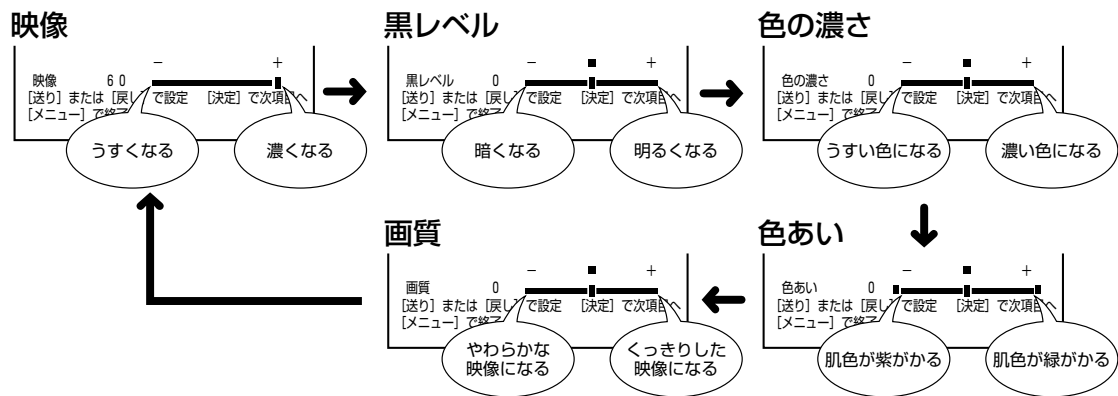 映像
− +
映像 60
[送り] または [戻し] で設定 [決定] で次項目へ
[メニュー] で終了
うすくなる
濃くなる
黒レベル
− ■ +
黒レベル 0
[送り] または [戻し] で設定 [決定] で次項目へ
[メニュー] で終了
暗くなる
明るくなる
色の濃さ
− ■ +
色の濃さ 0
[送り] または [戻し] で設定 [決定] で次項目へ
[メニュー] で終了
うすい色になる
濃い色になる
色あい
− ■ +
色あい 0
[送り] または [戻し] で設定 [決定] で次項目へ
[メニュー] で終了
肌色が紫がかる
肌色が緑がかる
画質
− ■ +
画質 0
[送り] または [戻し] で設定 [決定] で次項目へ
[メニュー] で終了
やわらかな
映像になる
くっきりした
映像になる